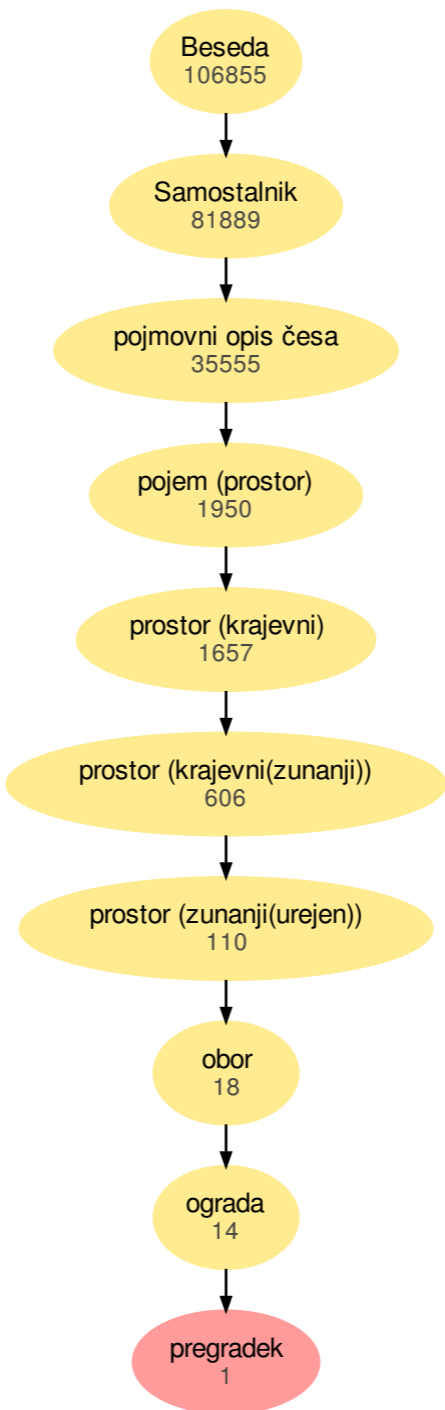 Beseda
106855
Samostalnik
81889
pojmovni opis česa
35555
pojem (prostor)
1950
prostor (krajevni)
1657
prostor (krajevni(zunanji))
606
prostor (zunanji(urejen))
110
obor
18
ograda
14
pregradek
1